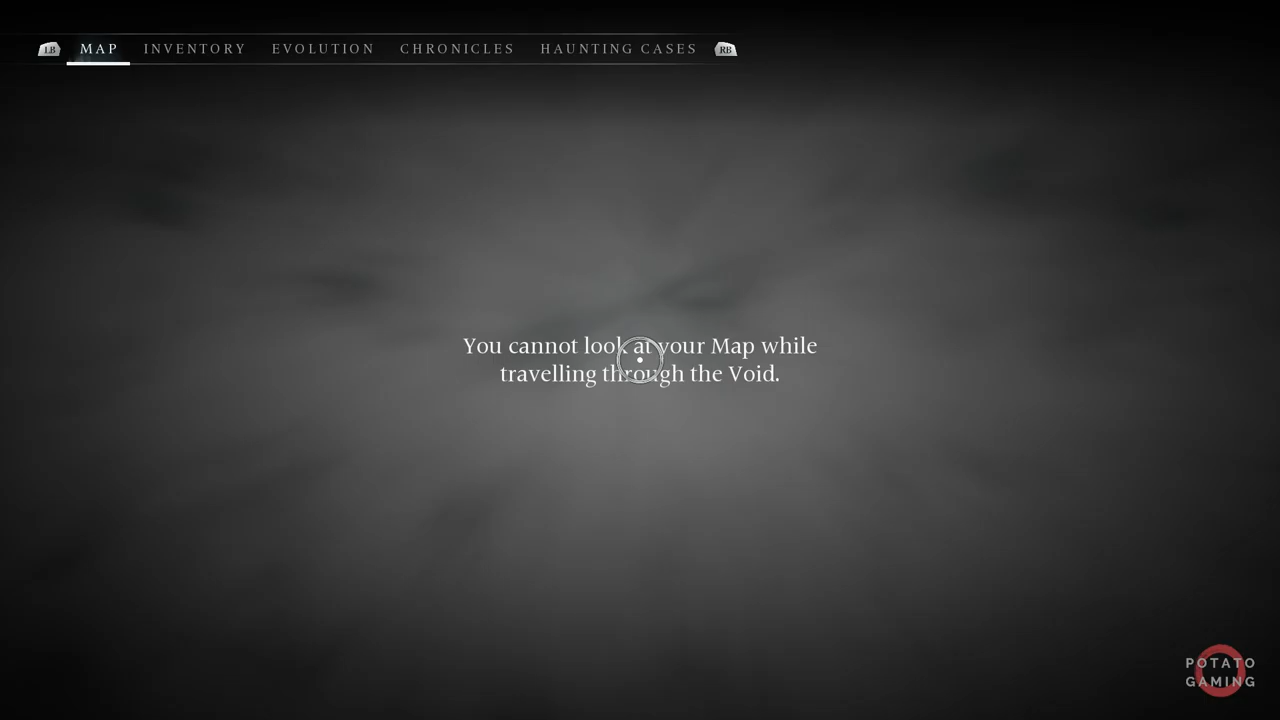 LB MAP INVENTORY EVOLUTION CHRONICLES HAUNTING CASES RB
You cannot look at your Map while
travelling through the Void.
POTATO
GAMING